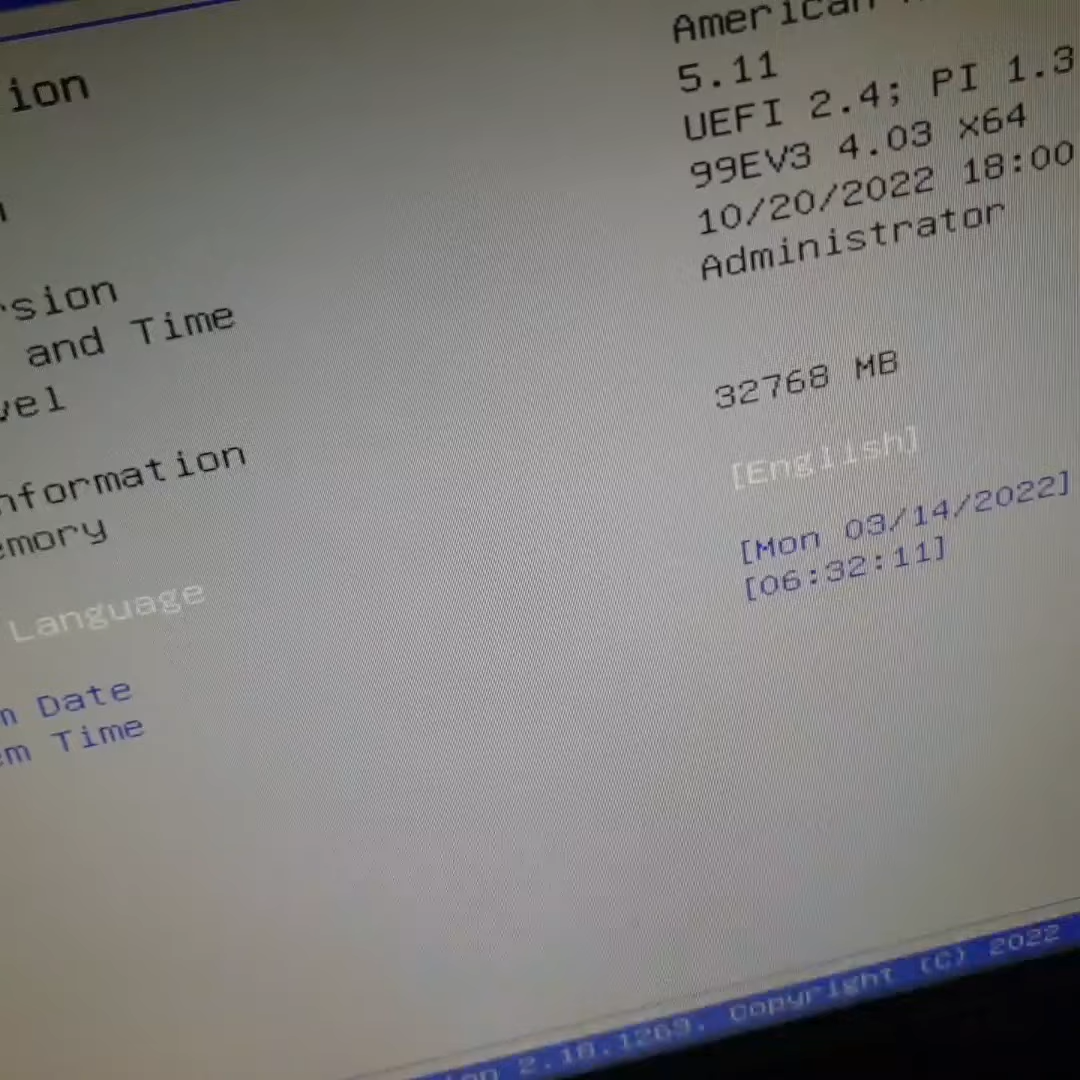 ion American
5.11
UEFI 2.4; PI 1.3
99EV3 4.03 x64
rsion 10/20/2022 18:00
and Time Administrator
vel
nformation
emory 32768 MB
Language [English]
m Date [Mon 03/14/2022]
em Time [06:32:11]
on 2.18.1269. Copyright (C) 2022